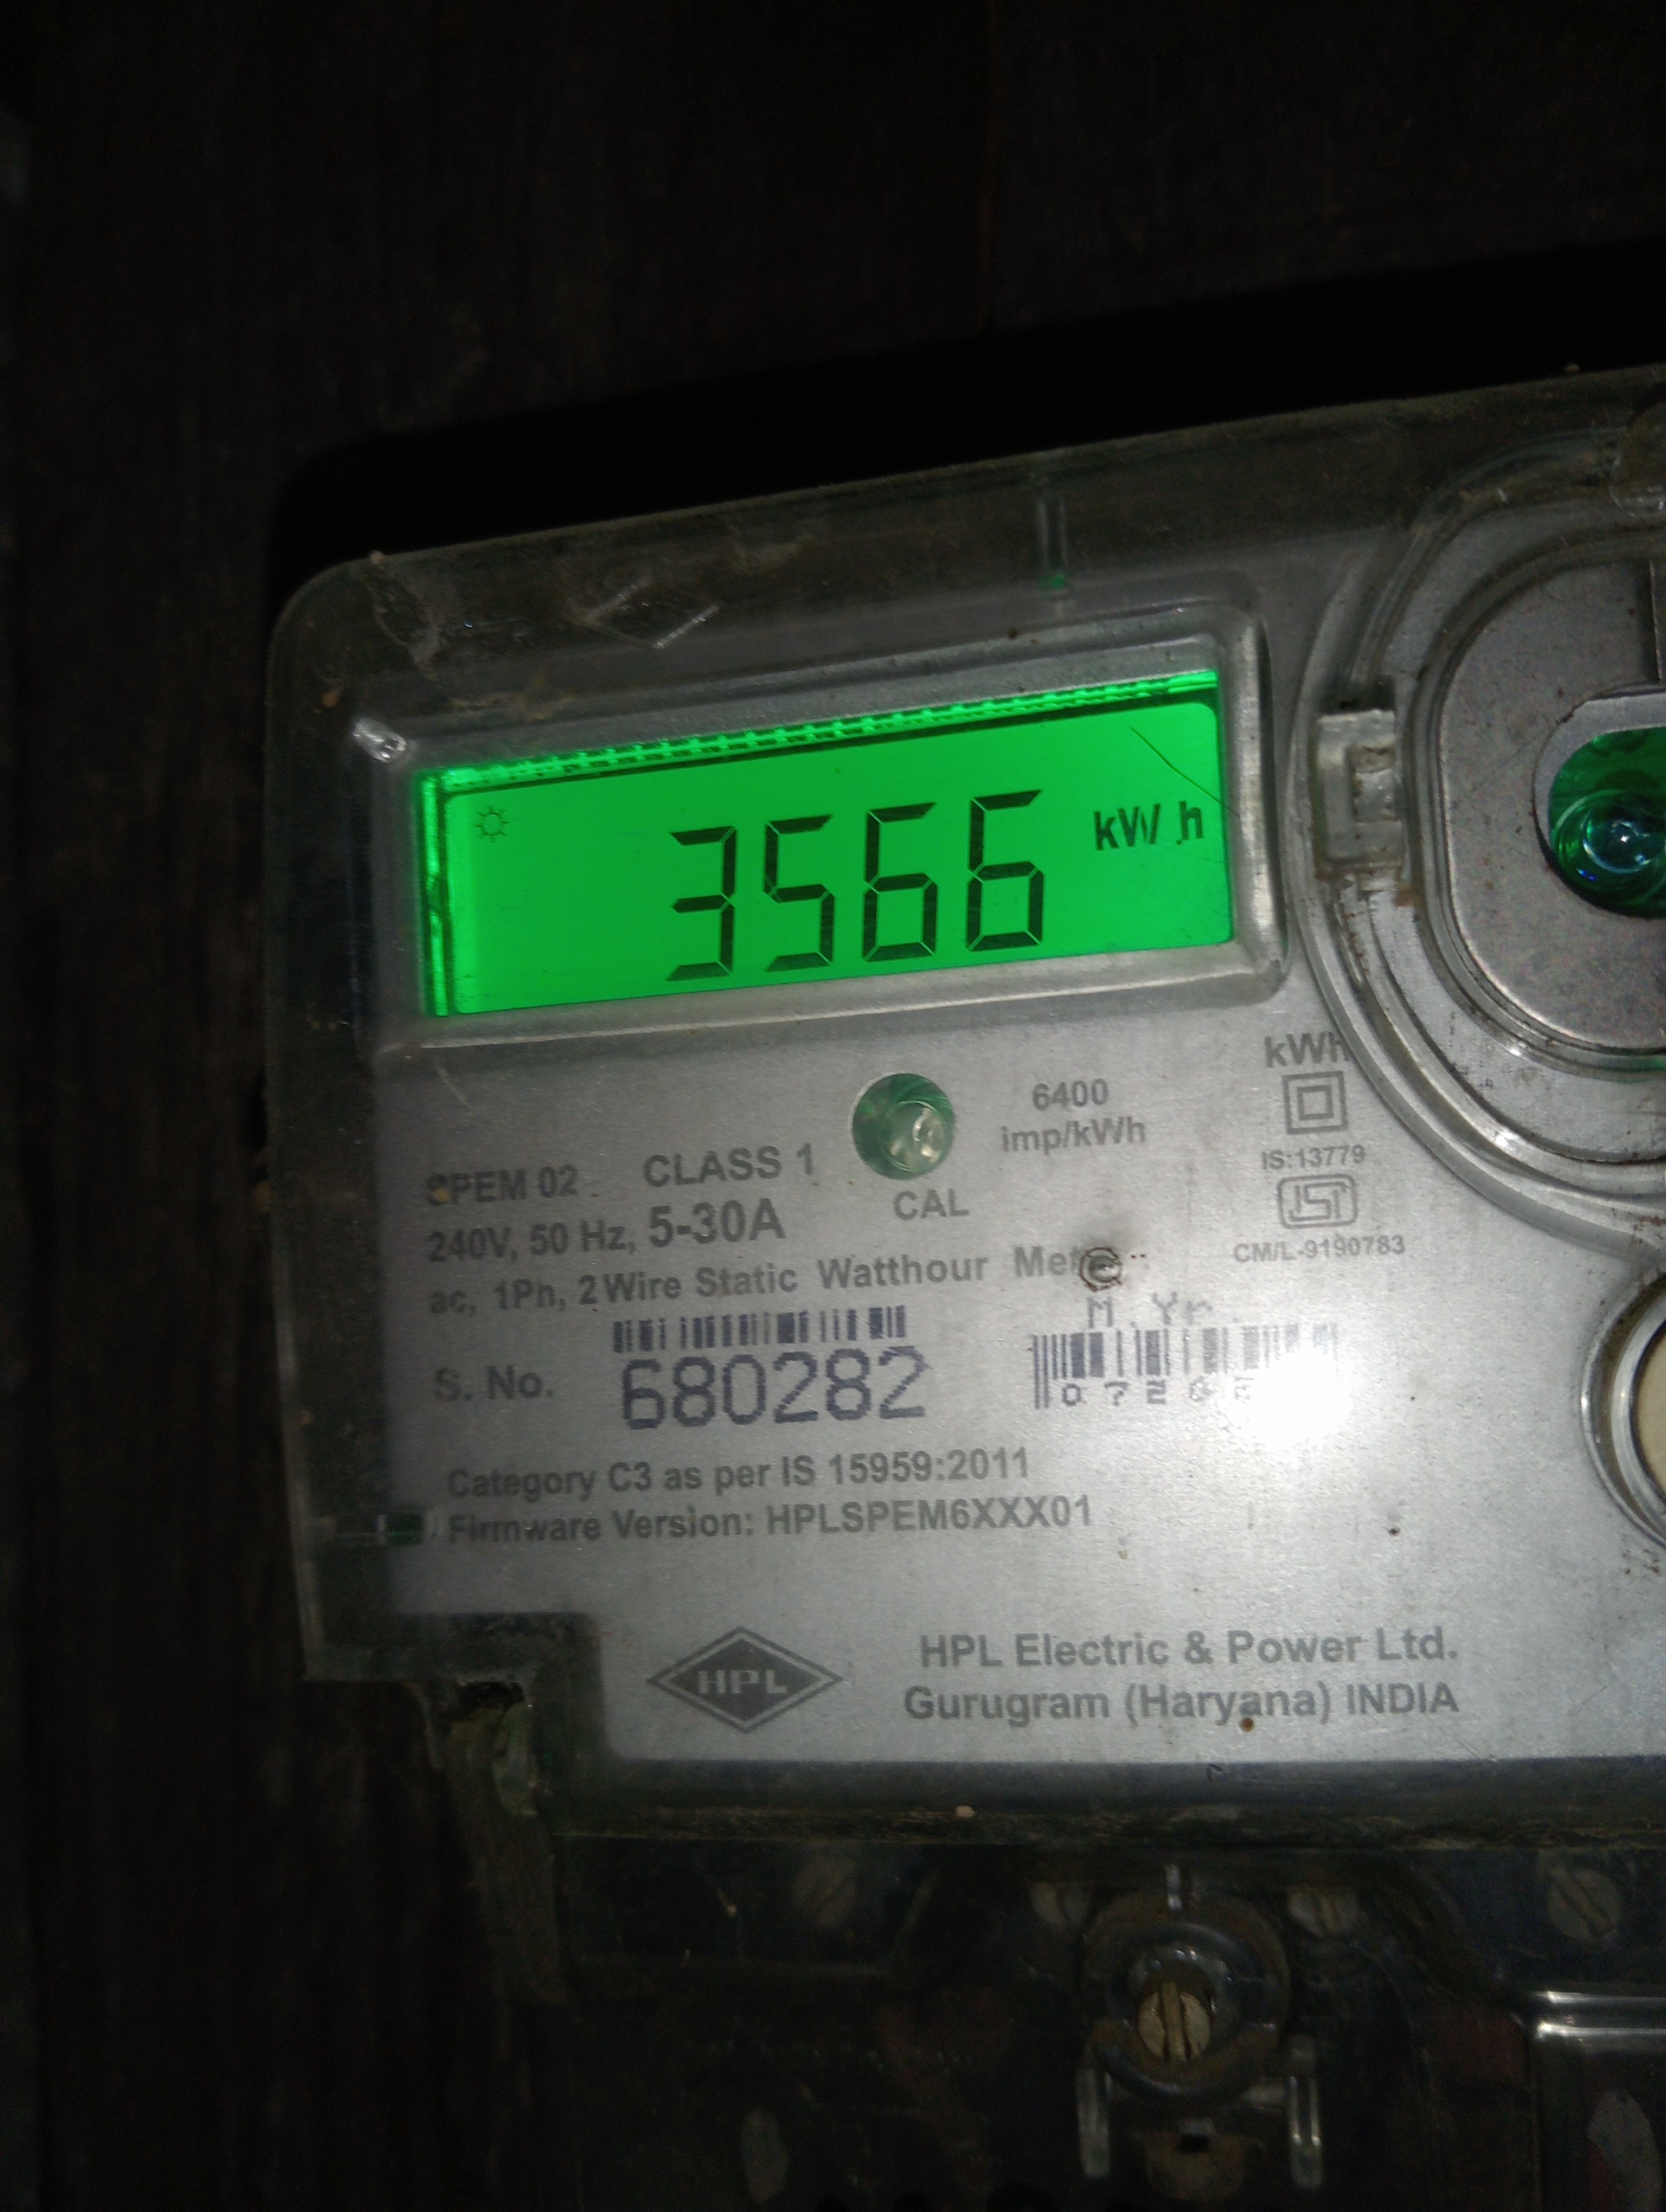 3566 kW h
6400
imp/kWh
kWh
IS:13779
CM/L-9190783
SPEM 02 CLASS 1
CAL
240V, 50 Hz, 5-30A
ac, 1Ph, 2 Wire Static Watthour
M.Yr.
S. No. 680282
Category C3 as per IS 15959:2011
Firmware Version: HPLSPEM6XXX01
HPL
HPL Electric & Power Ltd.
Gurugram (Haryana) INDIA